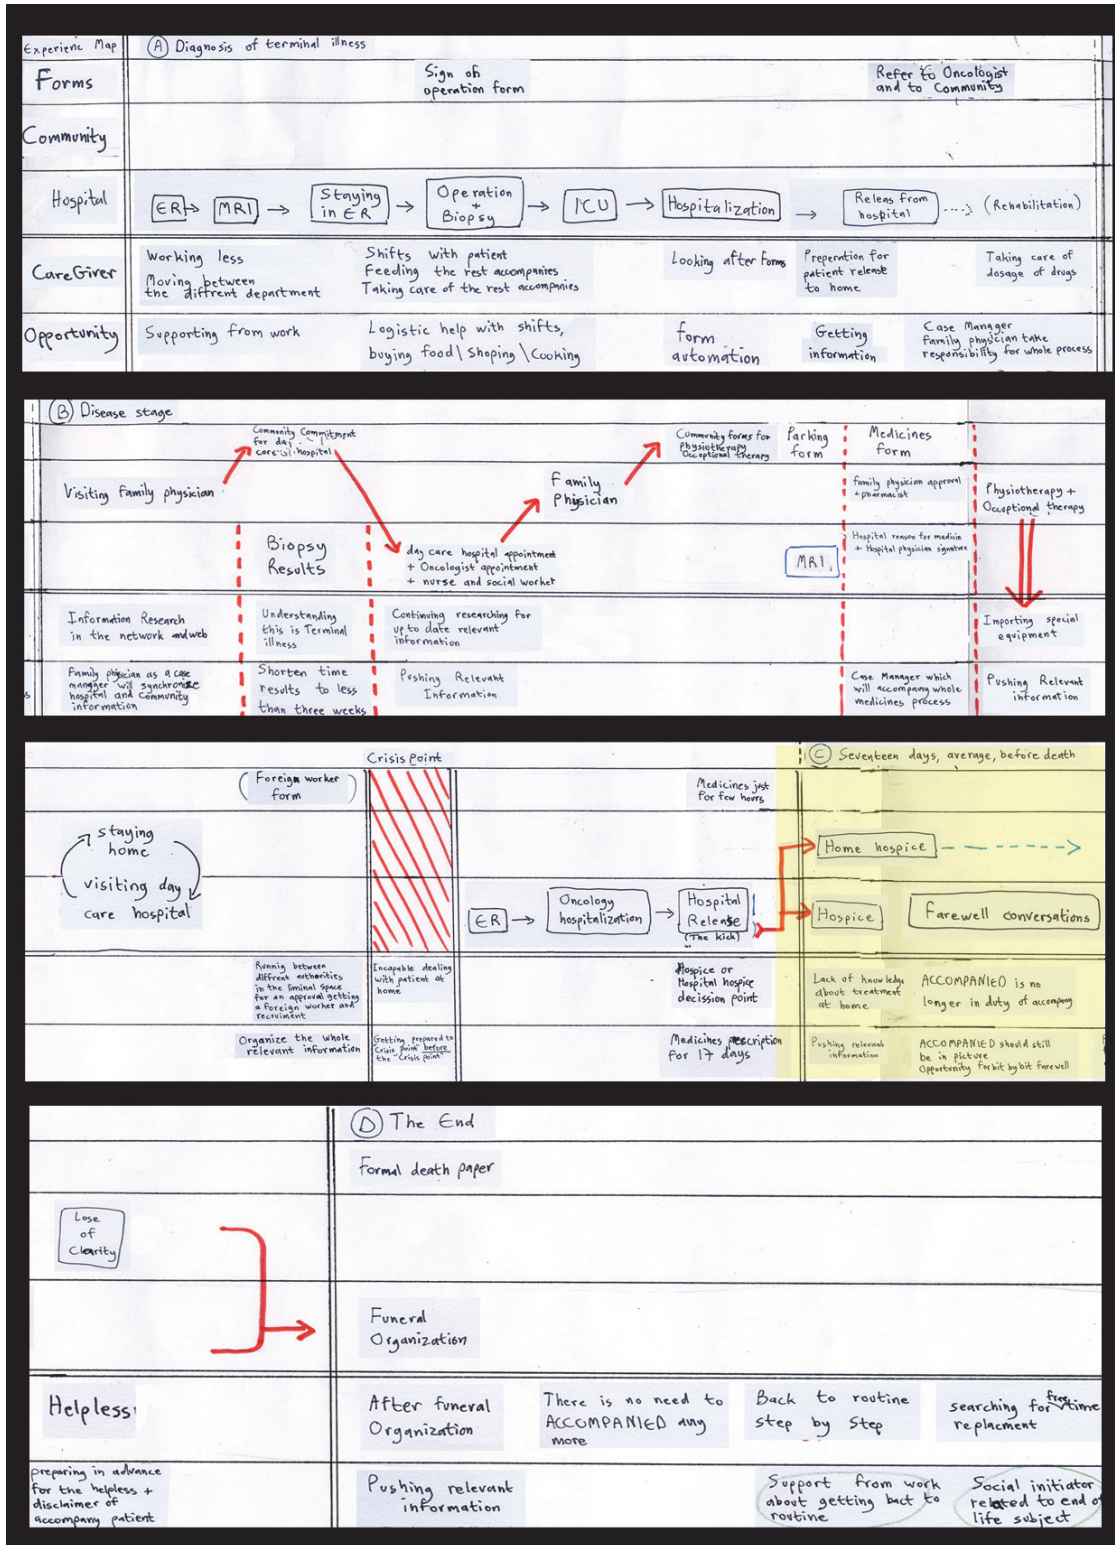 Experienc Map
(A) Diagnosis of terminal illness
Forms
Sign of
operation form
Refer to Oncologist
and to Community
Community
Hospital
ER
MRI
Staying
in ER
Operation
+
Biopsy
ICU
Hospitalization
Releas from
hospital
(Rehabilitation)
CareGiver
Working less
Moving between
the diffrent department
Shifts with patient
Feeding the rest accompanies
Taking care of the rest accompanies
Looking after Forms
Preperation for
patient release
to home
Taking care of
dosage of drugs
Opportunity
Supporting from work
Logistic help with shifts,
buying food \ Shoping \ Cooking
form
automation
Getting
information
Case Manager
Family physician take
responsibility for whole process
(B) Disease stage
Community Commitment
for day
care hospital
Community forms for
Physiotherapy
Occuptional therapy
Parking
form
Medicines
form
Visiting family physician
Family
Physician
family physician approval
+ pharmacist
Physiotherapy +
Occuptional therapy
Biopsy
Results
day care hospital appointment
+ Oncologist appointment
+ nurse and social worker
MRI
Hospital reason for medicin
+ Hospital physician signature
Information Research
in the network and web
Understanding
this is Terminal
illness
Continuing researching for
up to date relevant
information
Importing special
equipment
Family physician as a case
manager will synchronize
hospital and Community
information
Shorten time
results to less
than three weeks
Pushing Relevant
Information
Case Manager which
will accompany whole
medicines process
Pushing Relevant
information
Crisis point
(C) Seventeen days, average, before death
(Foreign worker
form)
Medicines just
for few hours
staying
home
visiting day
care hospital
Home hospice
ER
Oncology
hospitalization
Hospital
Release
(The kick)
Hospice
Farewell conversations
Runnig between
diffrent authorities
in the liminal space
for an approval getting
a foreign worker and
recruiment
Incapable dealing
with patient at
home
Hospice or
Hospital hospice
decission point
Lack of knowledge
about treatment
at home
ACCOMPANIED is no
longer in duty of accompany
Organize the whole
relevant information
Getting prepared to
"Crisis point" before
the "Crisis point"
Medicines prescription
for 17 days
Pushing relevant
information
ACCOMPANIED should still
be in picture
Opportunity for bit by bit farewell
(D) The End
Formal death paper
Lose
of
Clearity
Funeral
Organization
Helpless
After funeral
Organization
There is no need to
ACCOMPANIED any
more
Back to routine
step by Step
searching for free time
replacment
preparing in advance
for the helpless +
disclaimer of
accompany patient
Pushing relevant
information
Support from work
about getting bact to
routine
Social initiator
related to end of
life subject